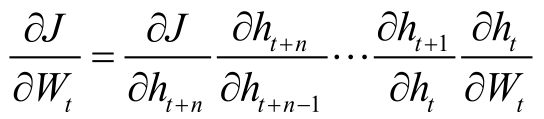 ∂J/∂W_t = ∂J/∂h_{t+n} ∂h_{t+n}/∂h_{t+n−1} ⋯ ∂h_{t+1}/∂h_t ∂h_t/∂W_t